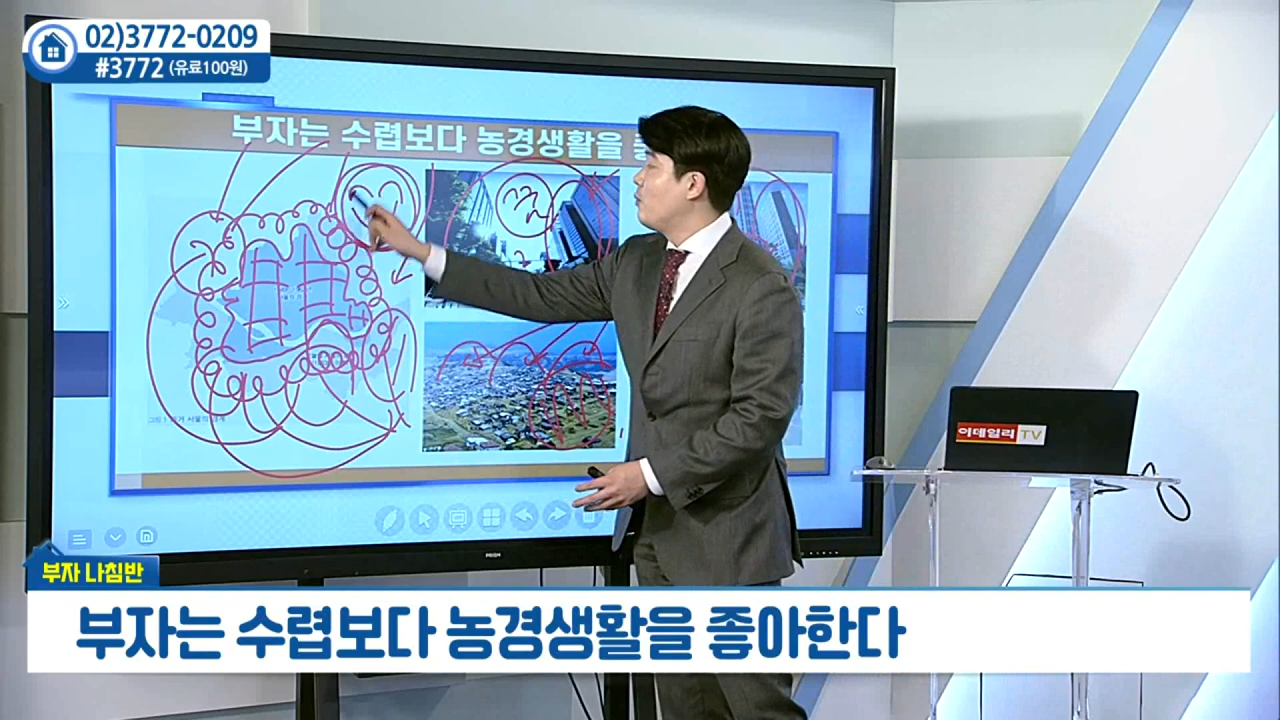 02)3772-0209
#3772 (유료100원)
부자는 수렵보다 농경생활을
이데일리 TV
PRISM
부자 나침반
부자는 수렵보다 농경생활을 좋아한다